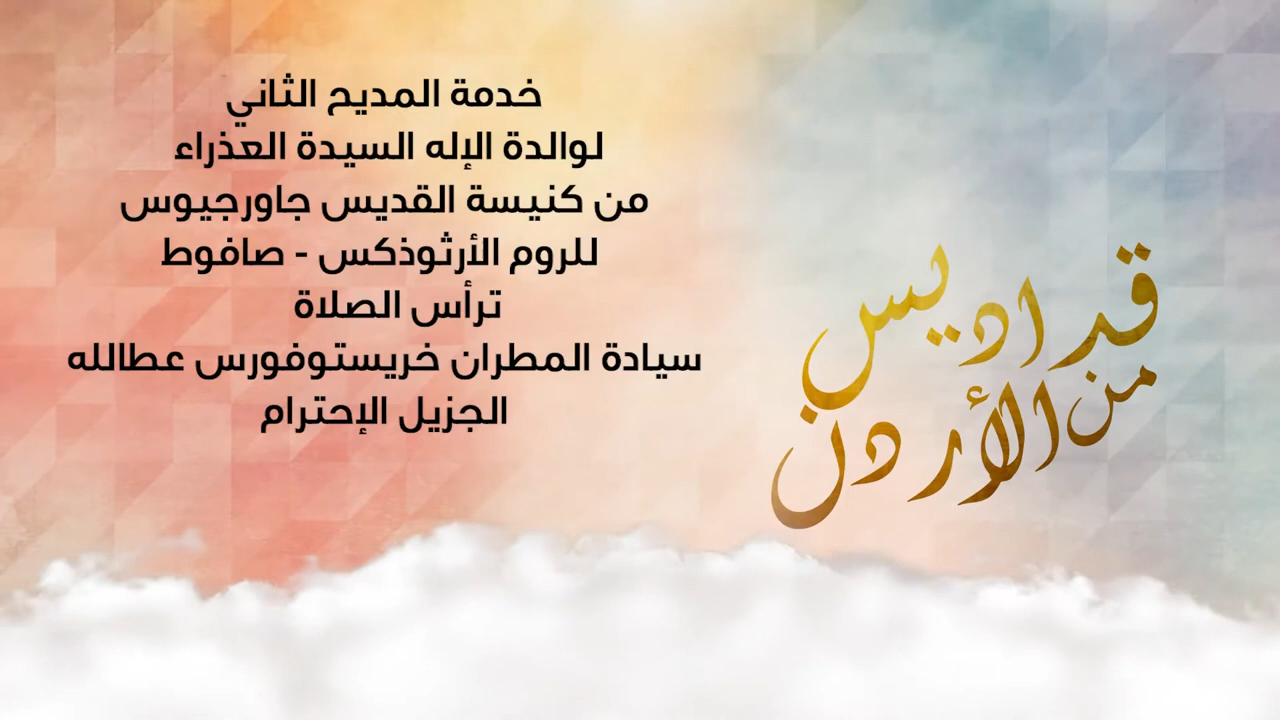 خدمة المديح الثاني
لوالدة الإله السيدة العذراء
من كنيسة القديس جاورجيوس
للروم الأرثوذكس - صافوط
ترأس الصلاة
سيادة المطران خريستوفورس عطالله
الجزيل الإحترام
قداديس
من الأردن